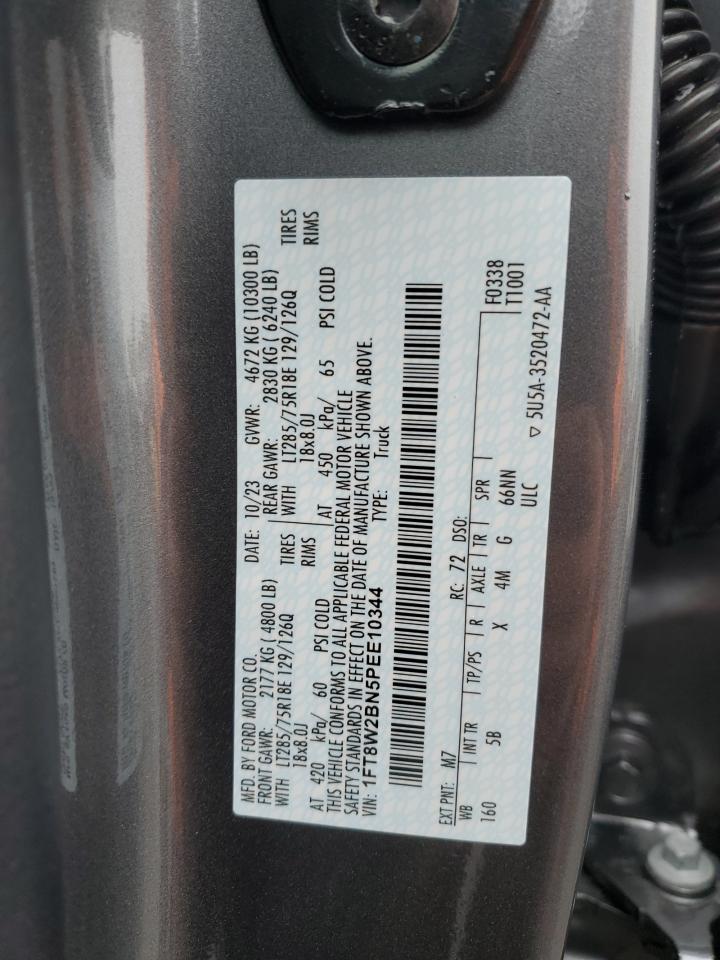 MFD. BY FORD MOTOR CO.
DATE: 10/23 GVWR: 4672 KG (10300 LB)
FRONT GAWR: 2177 KG ( 4800 LB)
REAR GAWR: 2830 KG ( 6240 LB)
WITH LT285/75R18E 129/126Q TIRES
WITH LT285/75R18E 129/126Q TIRES
18x8.0J RIMS
18x8.0J RIMS
AT 420 kPa/ 60 PSI COLD
AT 450 kPa/ 65 PSI COLD
THIS VEHICLE CONFORMS TO ALL APPLICABLE FEDERAL MOTOR VEHICLE
SAFETY STANDARDS IN EFFECT ON THE DATE OF MANUFACTURE SHOWN ABOVE.
VIN: 1FT8W2BN5PEE10344
TYPE: Truck
EXT PNT: M7 RC: 72 DSO: F0338
WB INT TR TP/PS R AXLE TR SPR T1001
160 5B X 4M G 66NN
ULC ▽ 5U5A-3520472-AA